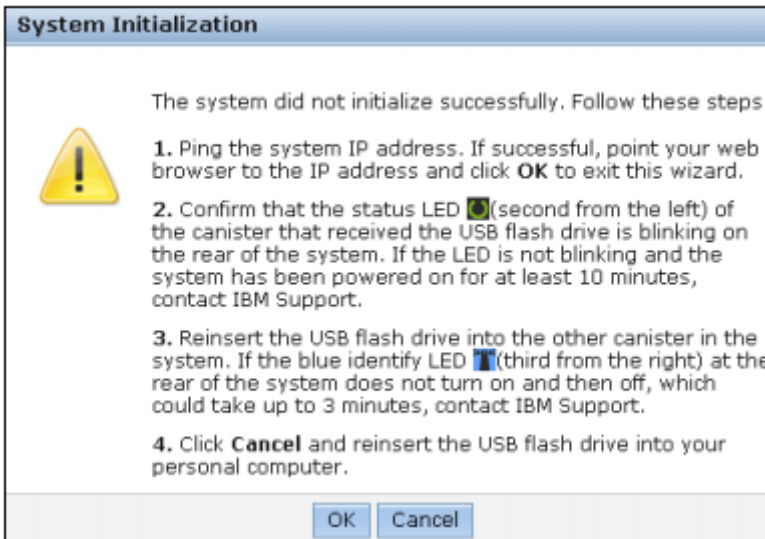 System Initialization
The system did not initialize successfully. Follow these steps
1. Ping the system IP address. If successful, point your web
browser to the IP address and click OK to exit this wizard.
2. Confirm that the status LED (second from the left) of
the canister that received the USB flash drive is blinking on
the rear of the system. If the LED is not blinking and the
system has been powered on for at least 10 minutes,
contact IBM Support.
3. Reinsert the USB flash drive into the other canister in the
system. If the blue identify LED (third from the right) at the
rear of the system does not turn on and then off, which
could take up to 3 minutes, contact IBM Support.
4. Click Cancel and reinsert the USB flash drive into your
personal computer.
OK Cancel